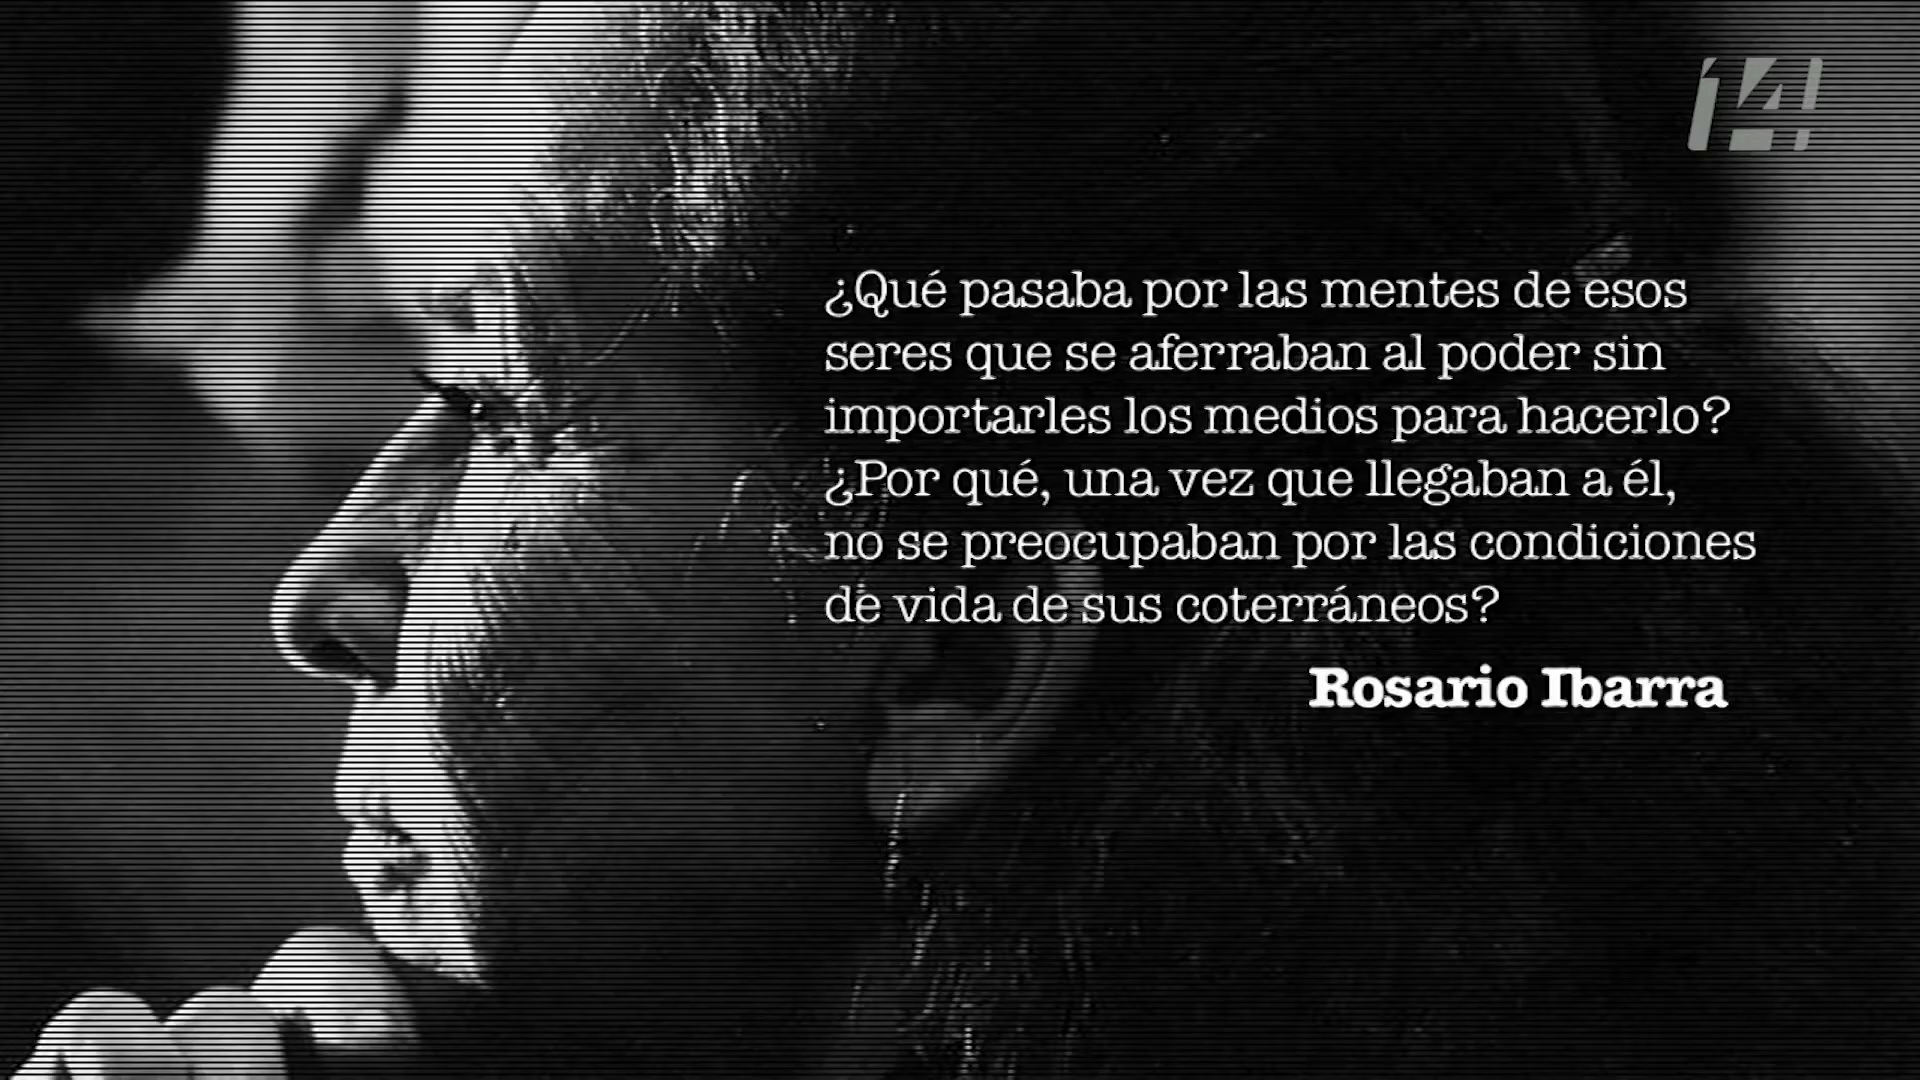 14
¿Qué pasaba por las mentes de esos
seres que se aferraban al poder sin
importarles los medios para hacerlo?
¿Por qué, una vez que llegaban a él,
no se preocupaban por las condiciones
de vida de sus coterráneos?
Rosario Ibarra